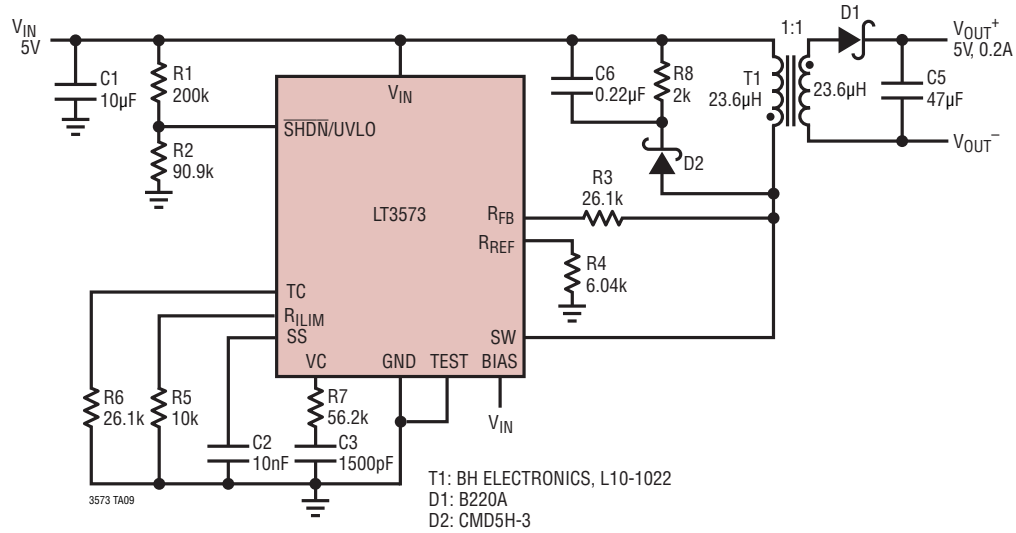 VIN
5V
C1
10µF
R1
200k
R2
90.9k
VIN
SHDN/UVLO
LT3573
RFB
RREF
TC
RILIM
SS
SW
VC
GND
TEST
BIAS
VIN
C6
0.22µF
R8
2k
D2
R3
26.1k
R4
6.04k
T1
23.6µH
1:1
23.6µH
D1
VOUT+
5V, 0.2A
C5
47µF
VOUT–
R6
26.1k
R5
10k
C2
10nF
R7
56.2k
C3
1500pF
3573 TA09
T1: BH ELECTRONICS, L10-1022
D1: B220A
D2: CMD5H-3